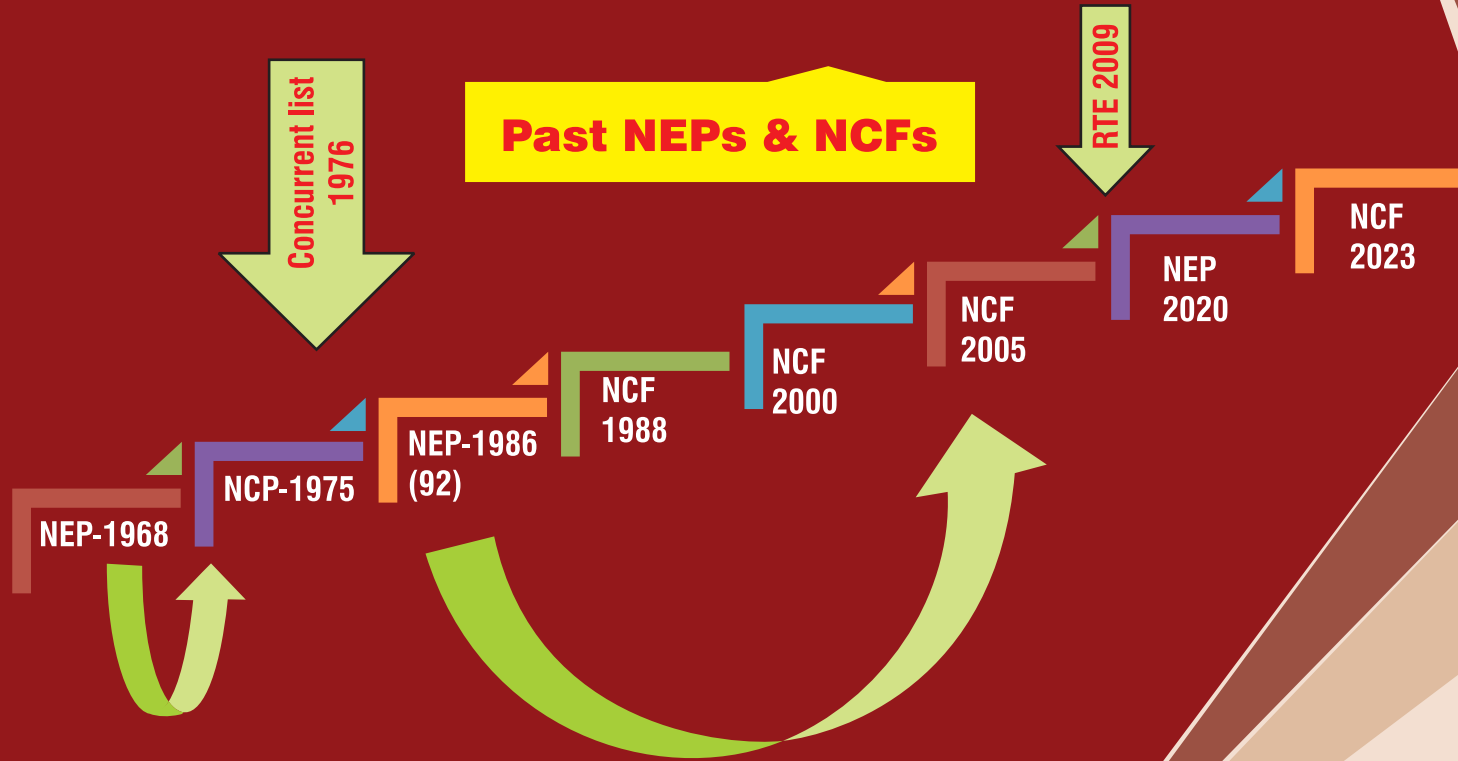 Concurrent list
1976
Past NEPs & NCFs
RTE 2009
NEP-1968
NCP-1975
NEP-1986
(92)
NCF
1988
NCF
2000
NCF
2005
NEP
2020
NCF
2023